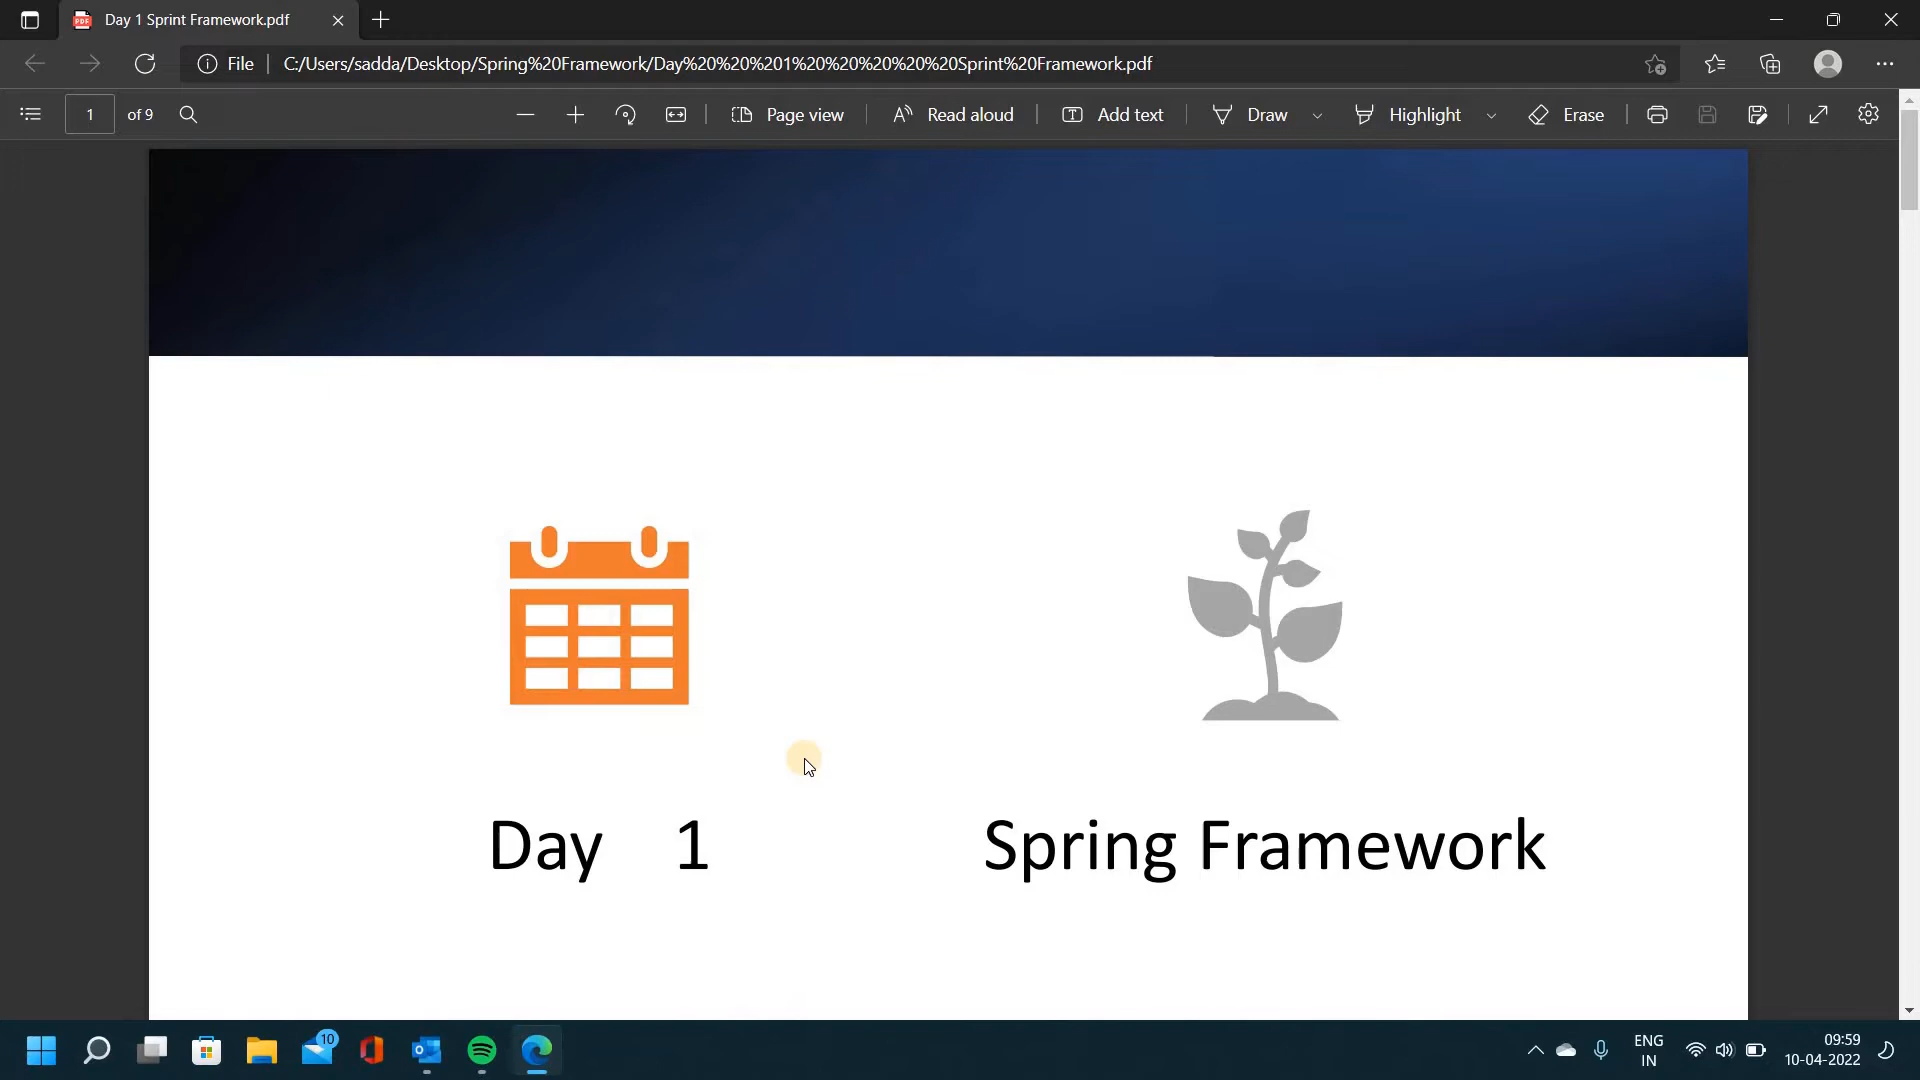 Day 1 Sprint Framework.pdf
File
C:/Users/sadda/Desktop/Spring%20Framework/Day%20%20%201%20%20%20%20%20Sprint%20Framework.pdf
1 of 9
Page view
Read aloud
Add text
Draw
Highlight
Erase
PDF
Day 1
Spring Framework
10
ENG
IN
09:59
10-04-2022